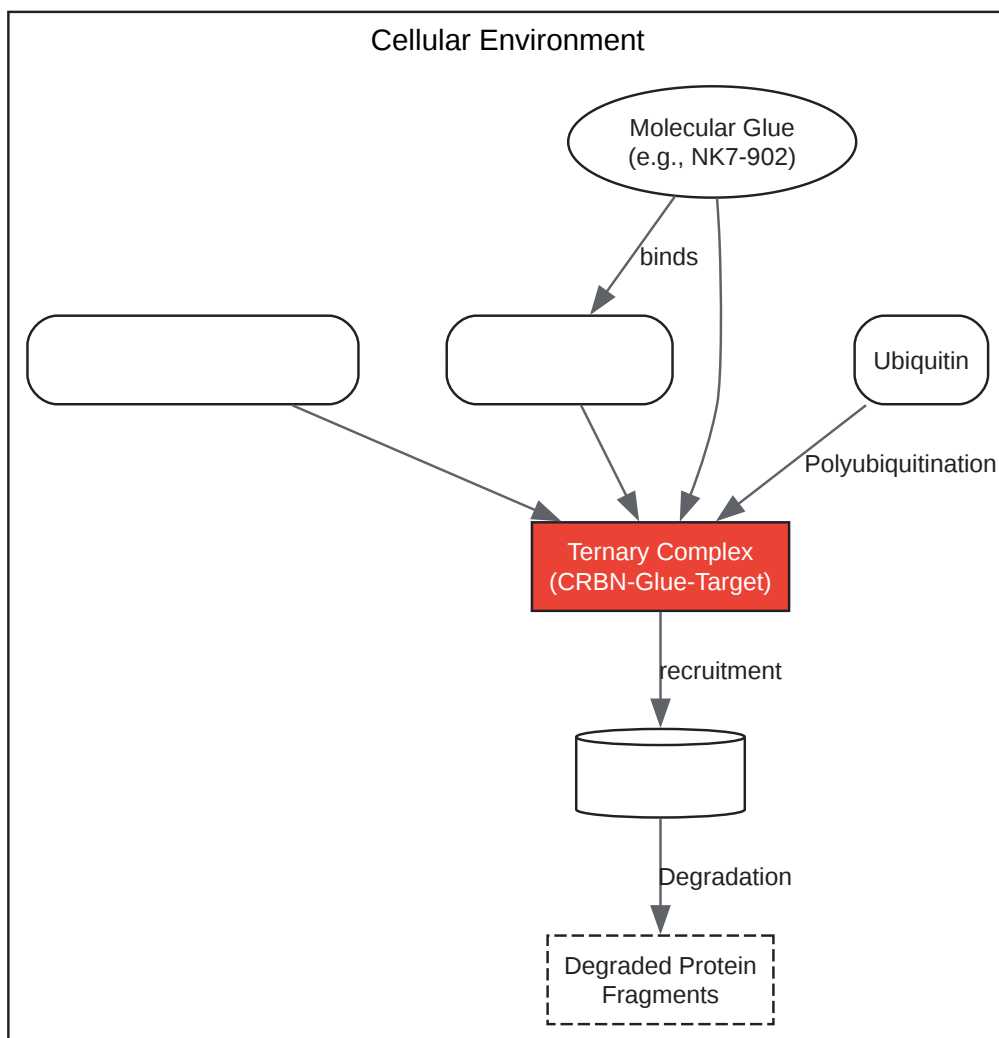 Cellular Environment
Molecular Glue
(e.g., NK7-902)
binds
Ubiquitin
Polyubiquitination
Ternary Complex
(CRBN-Glue-Target)
recruitment
Degradation
Degraded Protein
Fragments